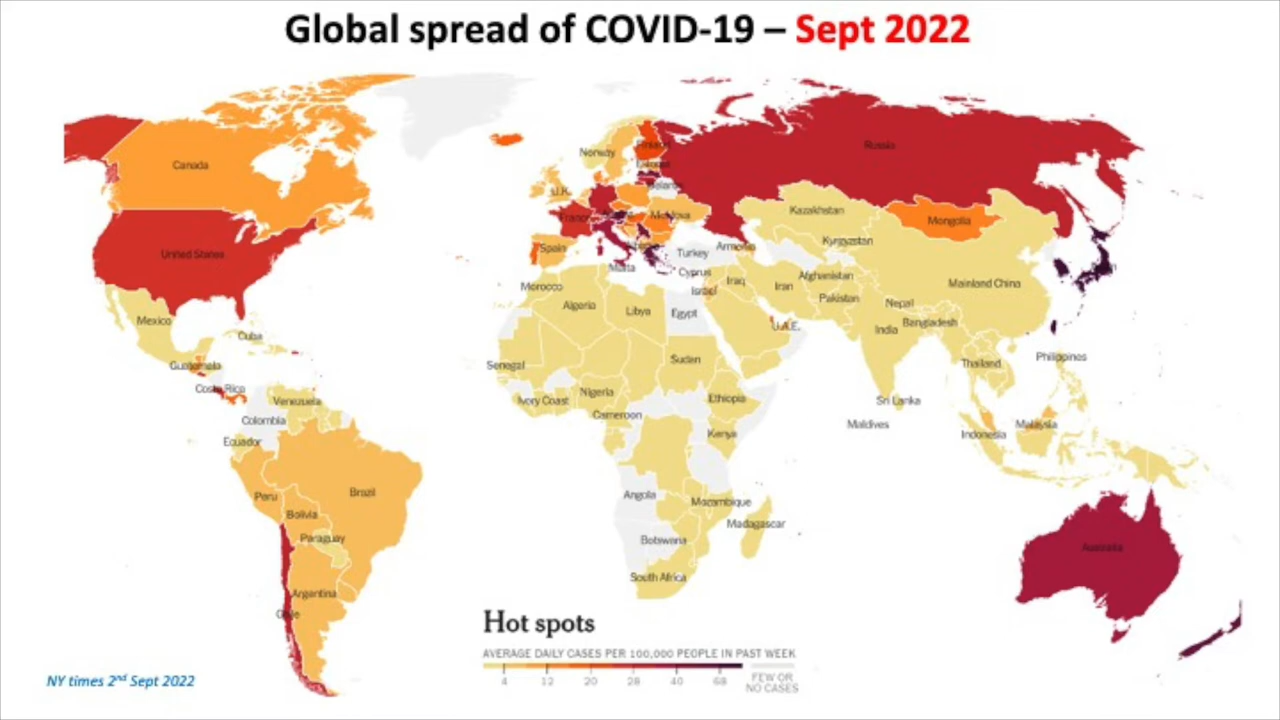 Global spread of COVID-19 – Sept 2022
Canada
Norway
Finland
Russia
Estonia
Belarus
U.K.
France
Moldova
Kazakhstan
Mongolia
United States
Spain
Turkey
Armenia
Kyrgyzstan
Malta
Cyprus
Israel
Iraq
Iran
Afghanistan
Pakistan
Mainland China
Morocco
Algeria
Libya
Egypt
Nepal
Bangladesh
India
U.A.E.
Mexico
Cuba
Guatemala
Costa Rica
Venezuela
Senegal
Sudan
Thailand
Philippines
Ivory Coast
Nigeria
Ethiopia
Cameroon
Sri Lanka
Maldives
Malaysia
Indonesia
Colombia
Ecuador
Kenya
Peru
Brazil
Bolivia
Paraguay
Angola
Mozambique
Madagascar
Botswana
South Africa
Australia
Argentina
Chile
Hot spots
AVERAGE DAILY CASES PER 100,000 PEOPLE IN PAST WEEK
4 12 20 28 40 68
FEW OR
NO CASES
NY times 2nd Sept 2022